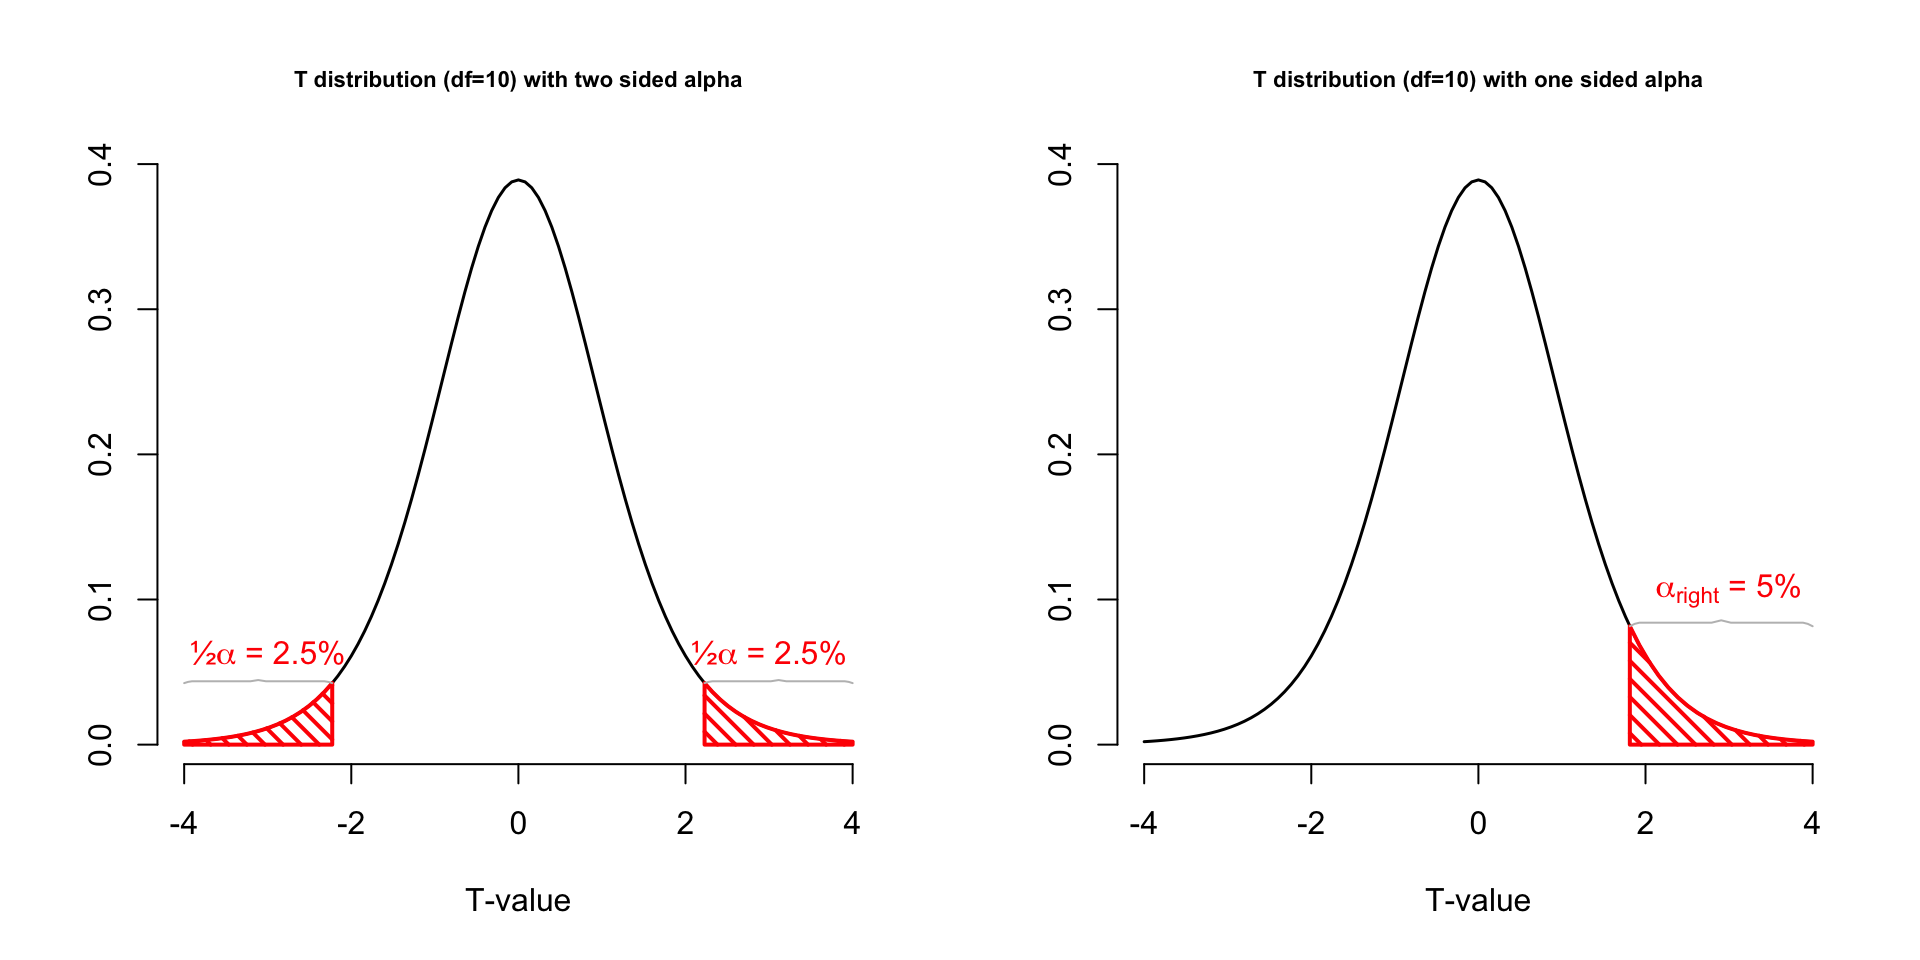 T distribution (df=10) with two sided alpha
0.4
0.3
0.2
0.1
0.0
½α = 2.5%
½α = 2.5%
-4 -2 0 2 4
T-value
T distribution (df=10) with one sided alpha
0.4
0.3
0.2
0.1
0.0
αright = 5%
-4 -2 0 2 4
T-value